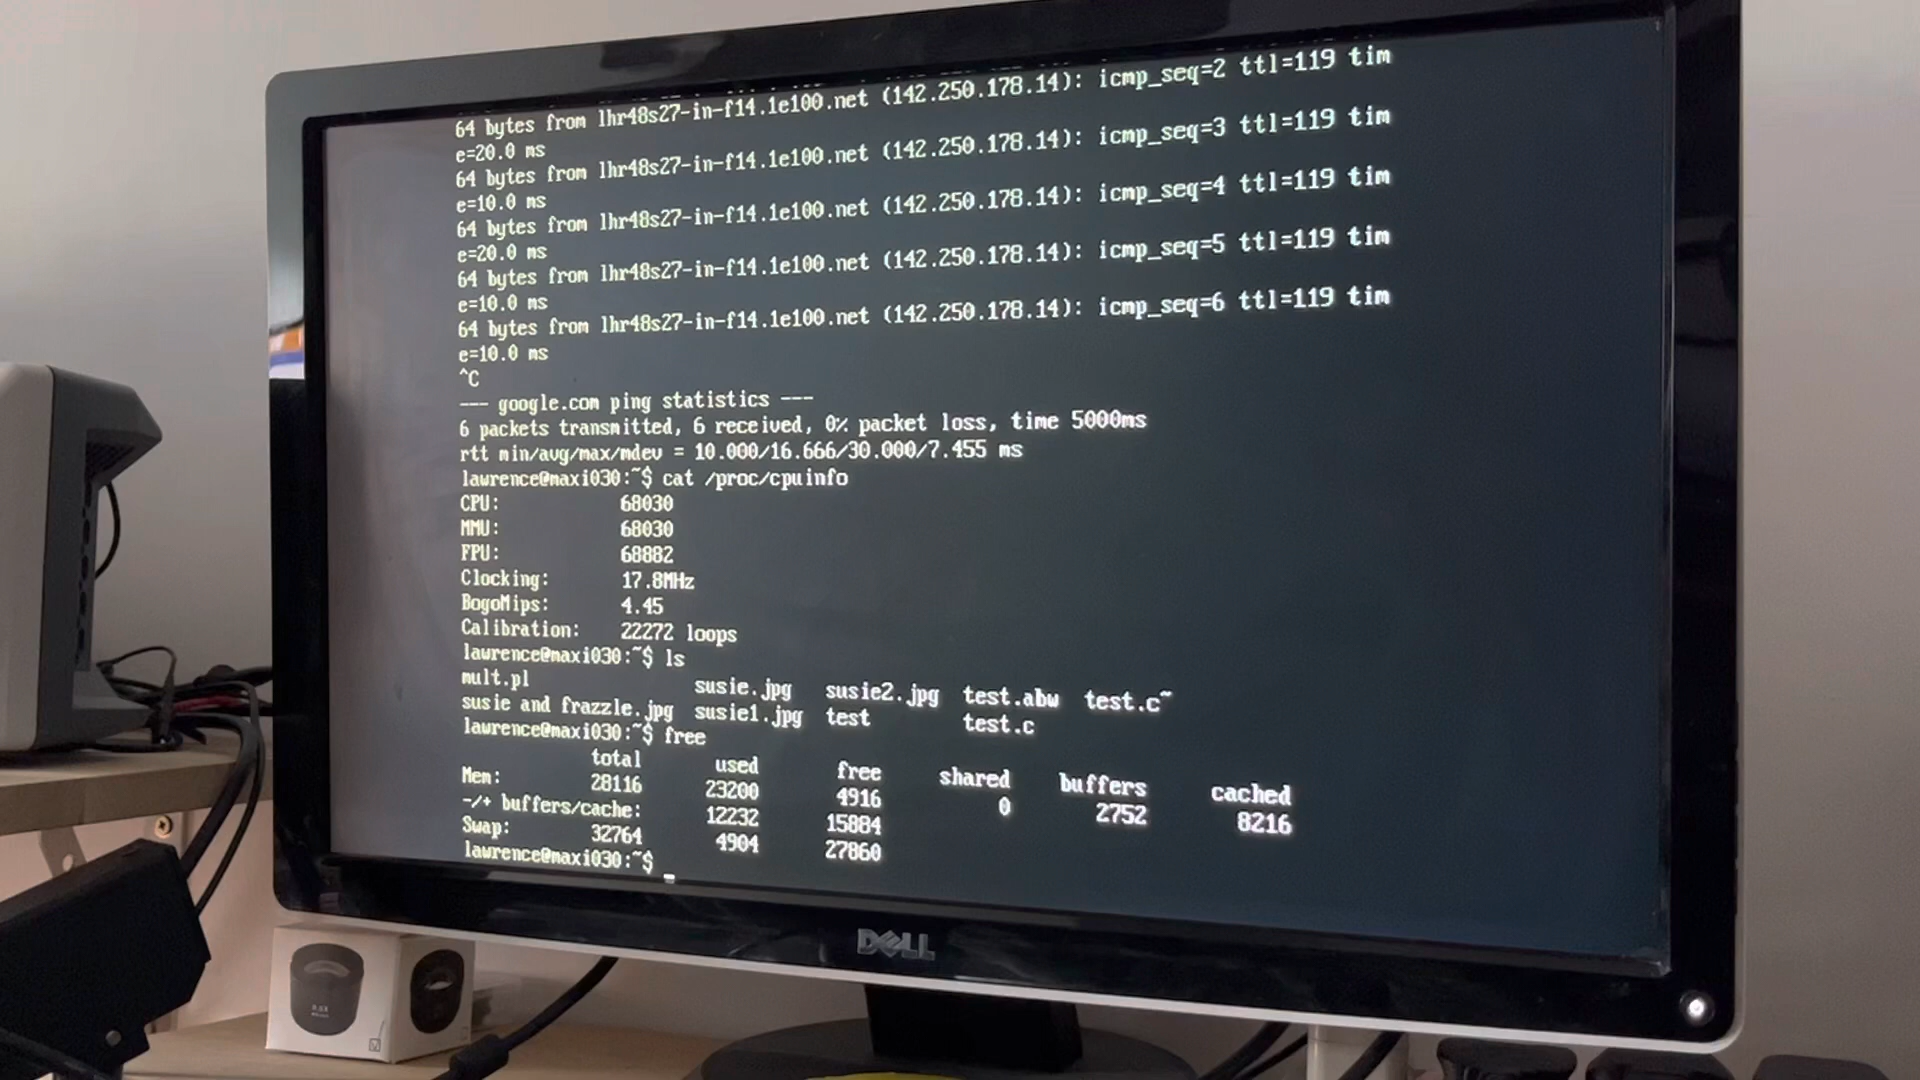 64 bytes from lhr48s27-in-f14.1e100.net (142.250.178.14): icmp_seq=2 ttl=119 tim
e=20.0 ms
64 bytes from lhr48s27-in-f14.1e100.net (142.250.178.14): icmp_seq=3 ttl=119 tim
e=10.0 ms
64 bytes from lhr48s27-in-f14.1e100.net (142.250.178.14): icmp_seq=4 ttl=119 tim
e=20.0 ms
64 bytes from lhr48s27-in-f14.1e100.net (142.250.178.14): icmp_seq=5 ttl=119 tim
e=10.0 ms
64 bytes from lhr48s27-in-f14.1e100.net (142.250.178.14): icmp_seq=6 ttl=119 tim
e=10.0 ms
^C
--- google.com ping statistics ---
6 packets transmitted, 6 received, 0% packet loss, time 5000ms
rtt min/avg/max/mdev = 10.000/16.666/30.000/7.455 ms
lawrence@maxi030:~$ cat /proc/cpuinfo
CPU: 68030
MMU: 68030
FPU: 68882
Clocking: 17.8MHz
BogoMips: 4.45
Calibration: 22272 loops
lawrence@maxi030:~$ ls
mult.pl susie.jpg susie2.jpg test.abw test.c~
susie and frazzle.jpg susie1.jpg test test.c
lawrence@maxi030:~$ free
total used free shared buffers cached
Mem: 28116 23200 4916 0 2752 8216
-/+ buffers/cache: 12232 15884
Swap: 32764 4904 27860
lawrence@maxi030:~$ _
DELL